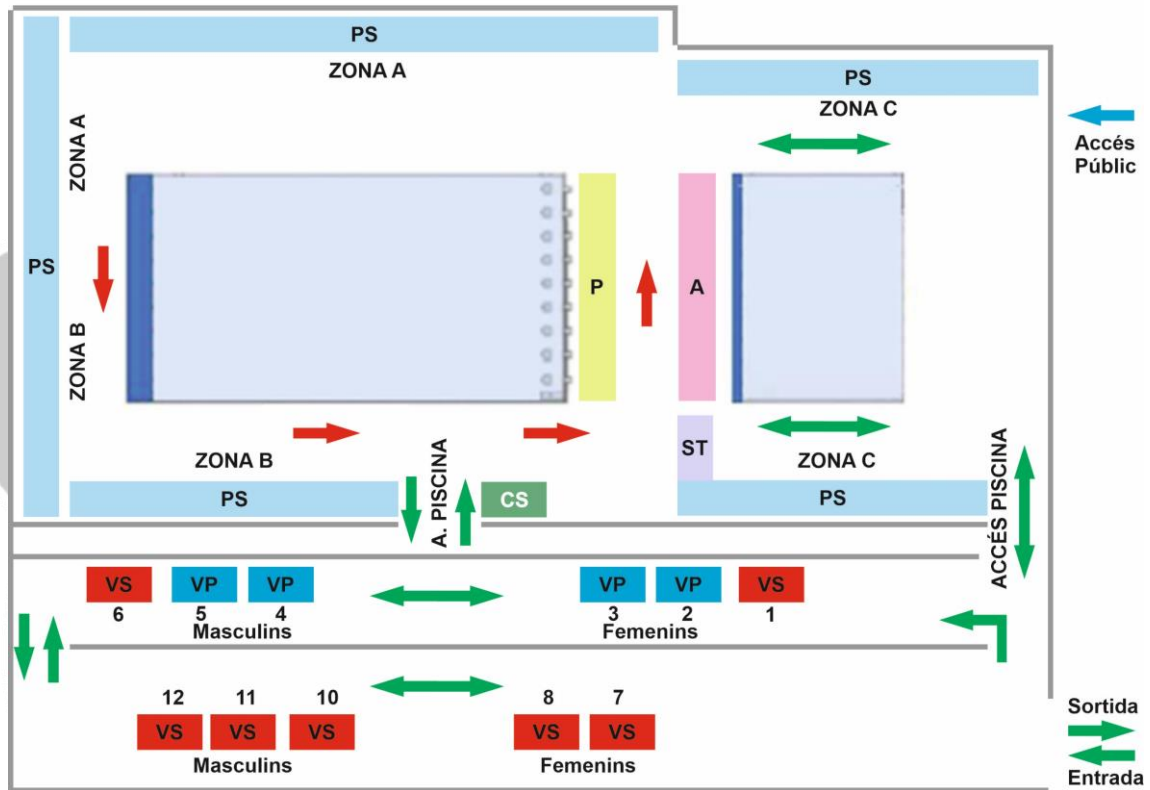 PS
ZONA A
PS
ZONA C
Accés
Públic
ZONA A
PS
ZONA B
P
A
ZONA B
PS
A. PISCINA
CS
ST
ZONA C
PS
ACCÉS PISCINA
VS
VP
VP
VP
VP
VS
6
5
4
3
2
1
Masculins
Femenins
12
11
10
8
7
VS
VS
VS
VS
VS
Masculins
Femenins
Sortida
Entrada